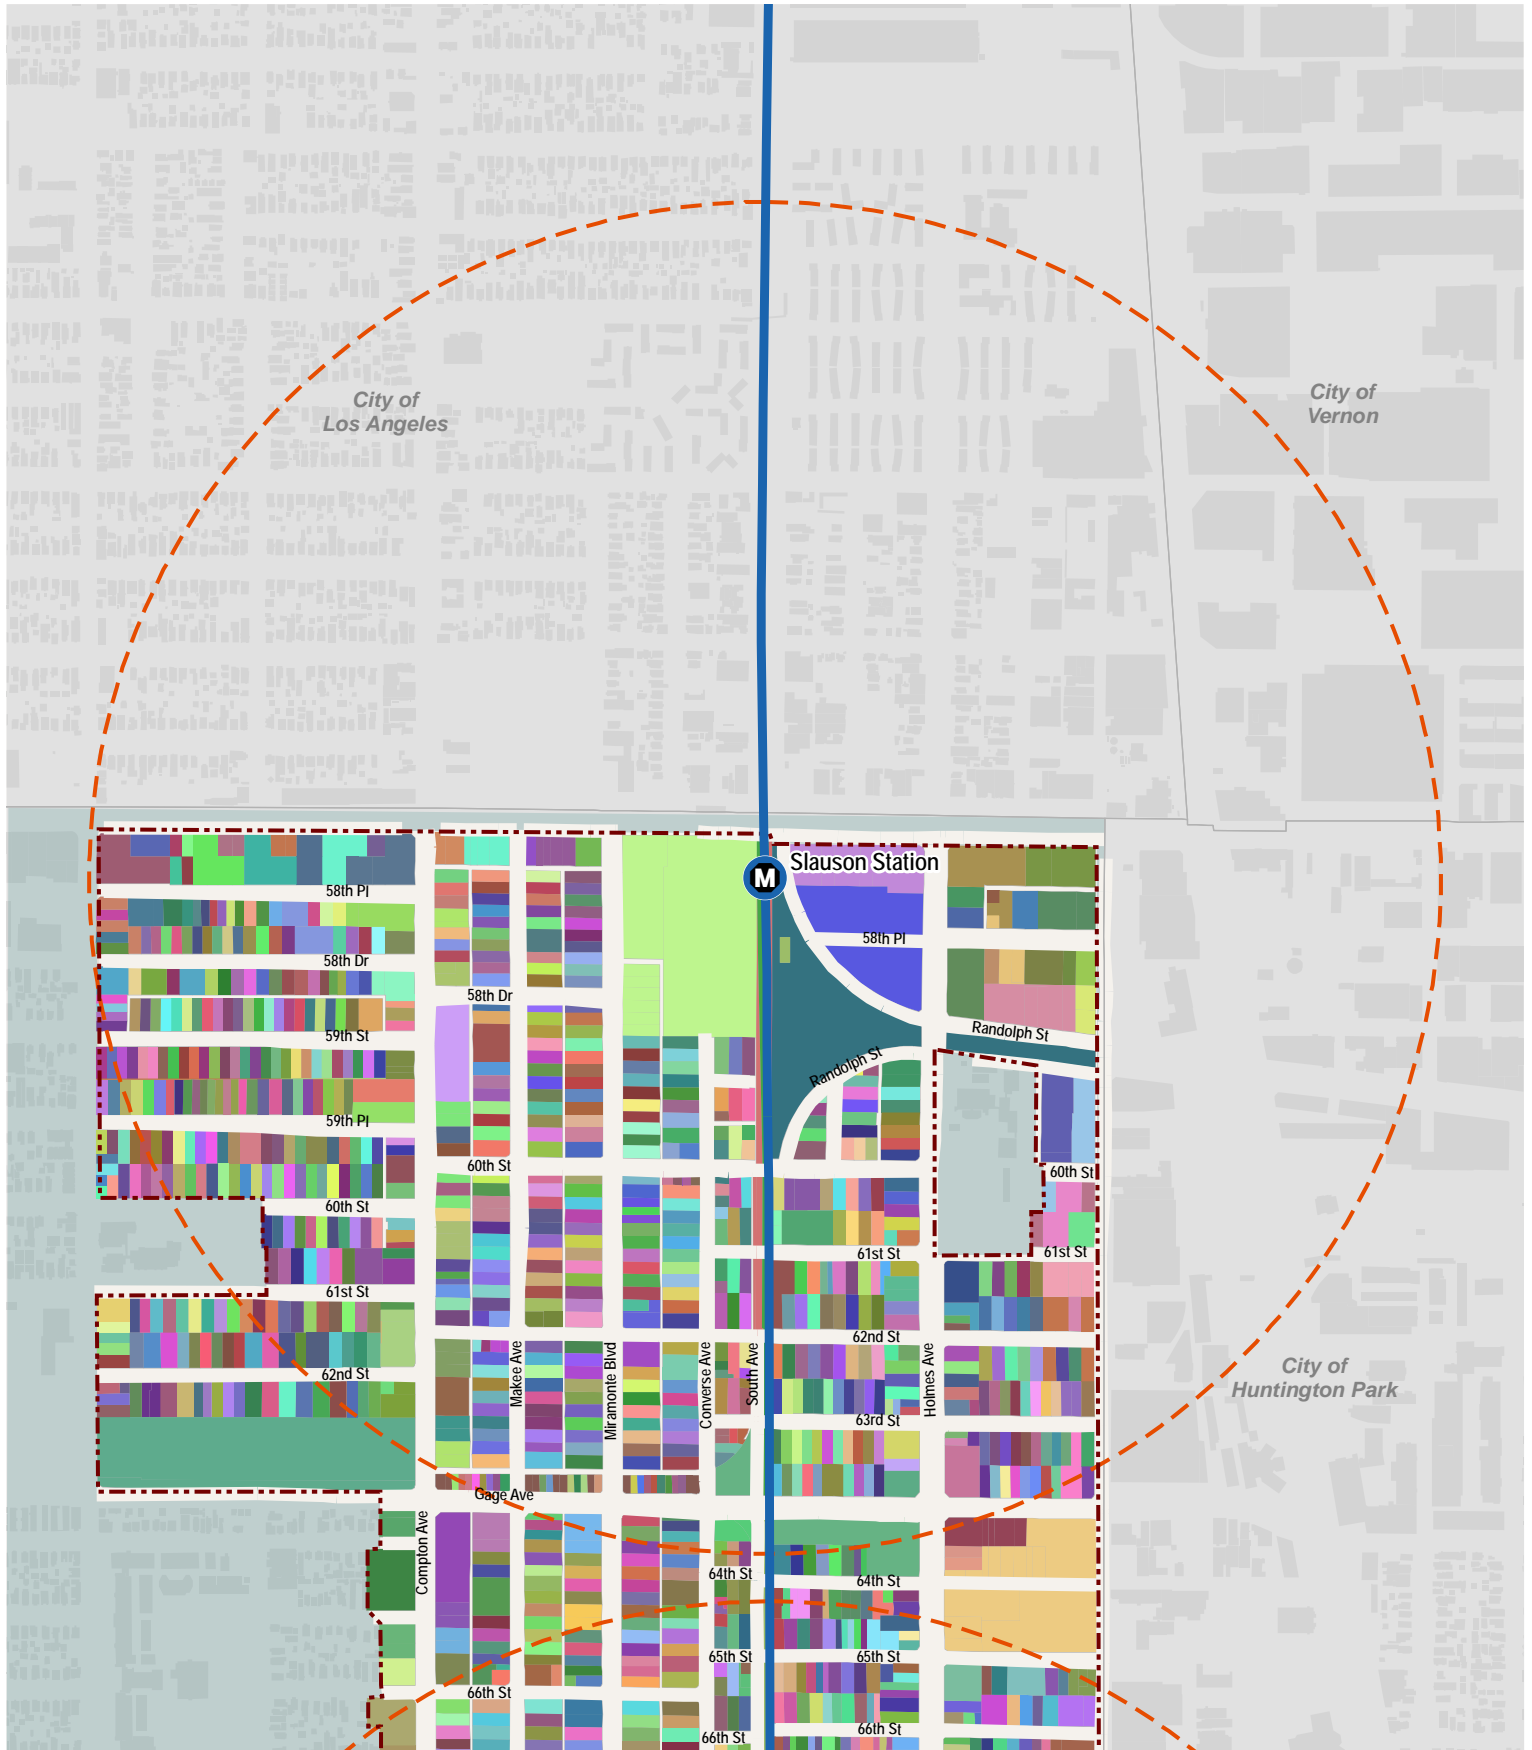 City of
Los Angeles
City of
Vernon
M
Slauson Station
58th Pl
58th Pl
58th Dr
58th Dr
59th St
Randolph St
Randolph St
59th Pl
60th St
60th St
60th St
61st St
61st St
61st St
62nd St
62nd St
Makee Ave
Miramonte Blvd
Converse Ave
South Ave
Holmes Ave
City of
Huntington Park
63rd St
Gage Ave
Compton Ave
64th St
64th St
65th St
65th St
66th St
66th St
66th St